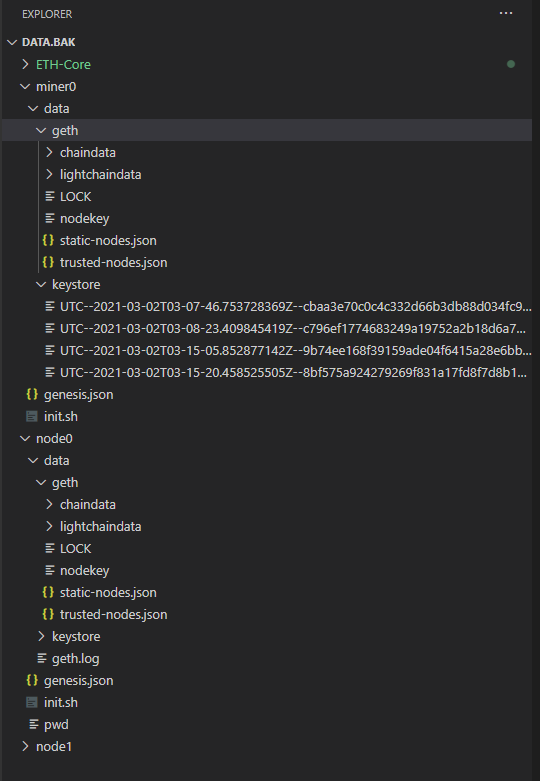 EXPLORER
DATA.BAK
ETH-Core
miner0
data
geth
chaindata
lightchaindata
LOCK
nodekey
static-nodes.json
trusted-nodes.json
keystore
UTC--2021-03-02T03-07-46.753728369Z--cbaa3e70c0c4c332d66b3db88d034fc9...
UTC--2021-03-02T03-08-23.409845419Z--c796ef1774683249a19752a2b18d6a7...
UTC--2021-03-02T03-15-05.852877142Z--9b74ee168f39159ade04f6415a28e6bb...
UTC--2021-03-02T03-15-20.458525505Z--8bf575a924279269f831a17fd8f7d8b1...
genesis.json
init.sh
node0
data
geth
chaindata
lightchaindata
LOCK
nodekey
static-nodes.json
trusted-nodes.json
keystore
geth.log
genesis.json
init.sh
pwd
node1